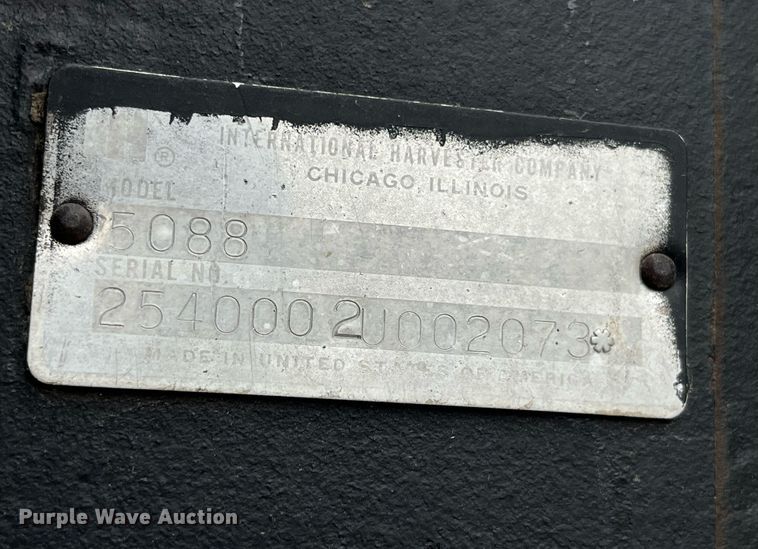 IH ®
INTERNATIONAL HARVESTER COMPANY
CHICAGO, ILLINOIS
MODEL
5088
SERIAL NO.
2540002U002073*
MADE IN UNITED STATES OF AMERICA
Purple Wave Auction